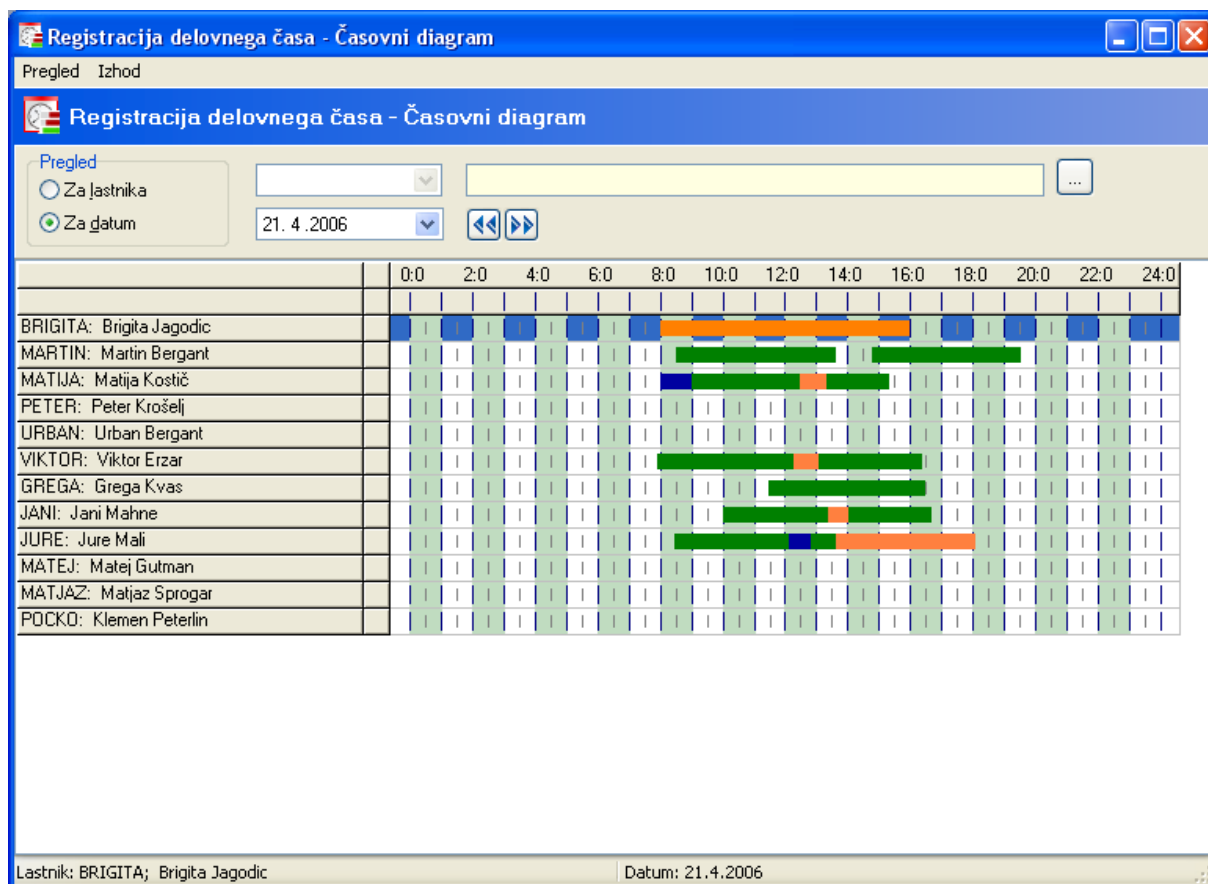 Registracija delovnega časa - Časovni diagram
Pregled Izhod
Registracija delovnega časa - Časovni diagram
Pregled
Za lastnika
...
Za datum
21. 4 .2006
0:0 2:0 4:0 6:0 8:0 10:0 12:0 14:0 16:0 18:0 20:0 22:0 24:0
BRIGITA: Brigita Jagodic
MARTIN: Martin Bergant
MATIJA: Matija Kostič
PETER: Peter Krošelj
URBAN: Urban Bergant
VIKTOR: Viktor Erzar
GREGA: Grega Kvas
JANI: Jani Mahne
JURE: Jure Mali
MATEJ: Matej Gutman
MATJAZ: Matjaz Sprogar
POCKO: Klemen Peterlin
Lastnik: BRIGITA; Brigita Jagodic Datum: 21.4.2006